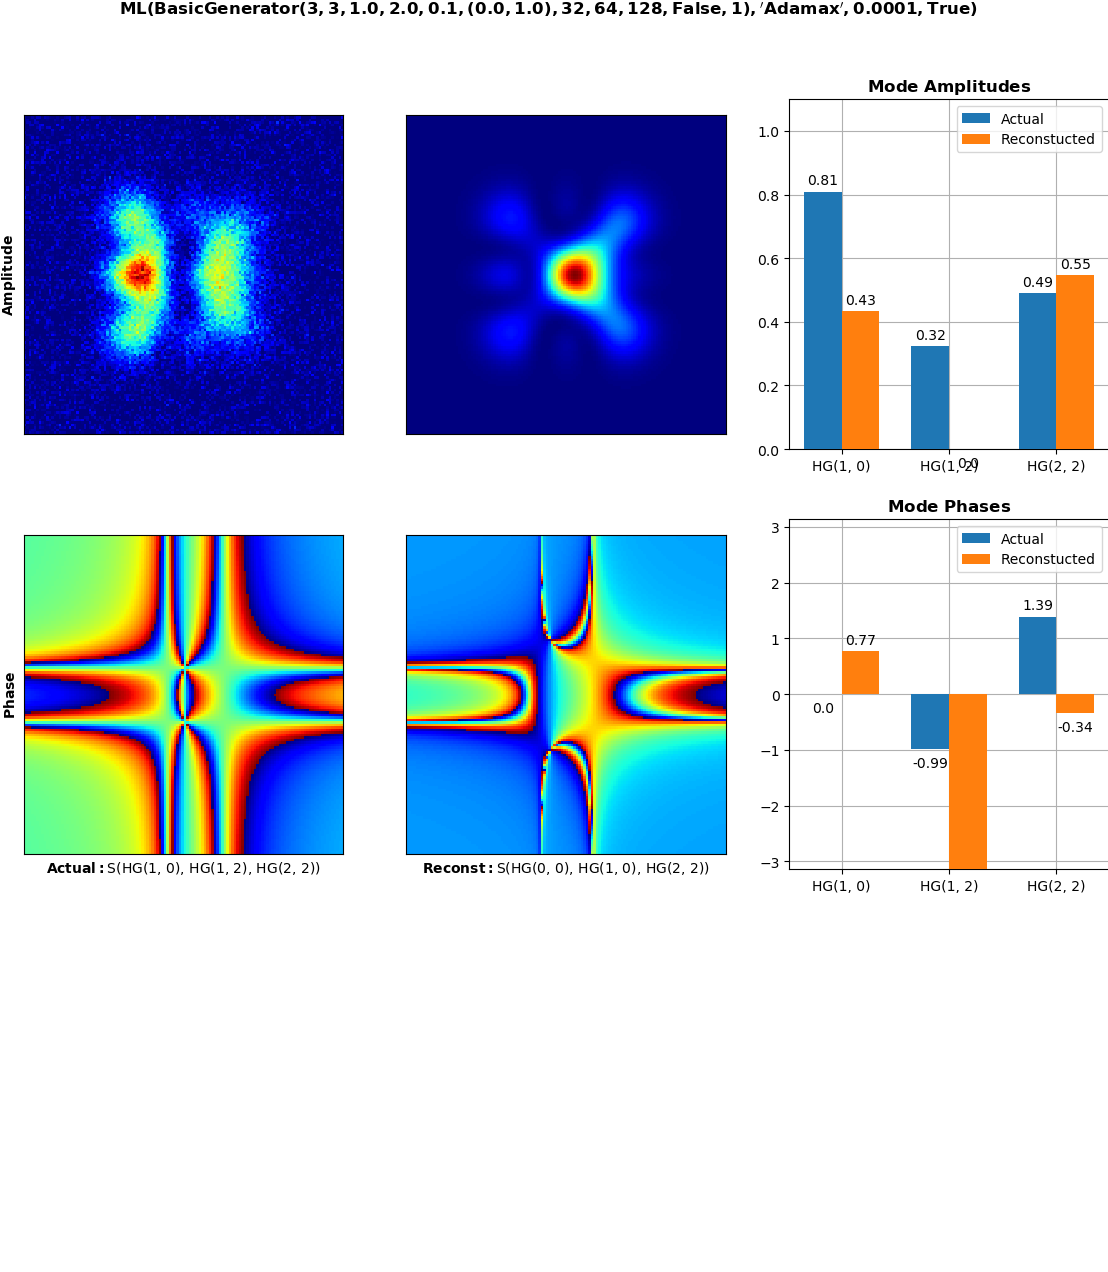 ML(BasicGenerator(3, 3, 1.0, 2.0, 0.1, (0.0, 1.0), 32, 64, 128, False, 1), ′Adamax′, 0.0001, True)
Amplitude
Mode Amplitudes
Actual
Reconstucted
1.0
0.8
0.6
0.4
0.2
0.0
0.81
0.43
0.32
0.0
0.49
0.55
HG(1, 0)
HG(1, 2)
HG(2, 2)
Phase
Mode Phases
Actual
Reconstucted
3
2
1
0
−1
−2
−3
0.0
0.77
-0.99
1.39
-0.34
HG(1, 0)
HG(1, 2)
HG(2, 2)
Actual: S(HG(1, 0), HG(1, 2), HG(2, 2))
Reconst: S(HG(0, 0), HG(1, 0), HG(2, 2))